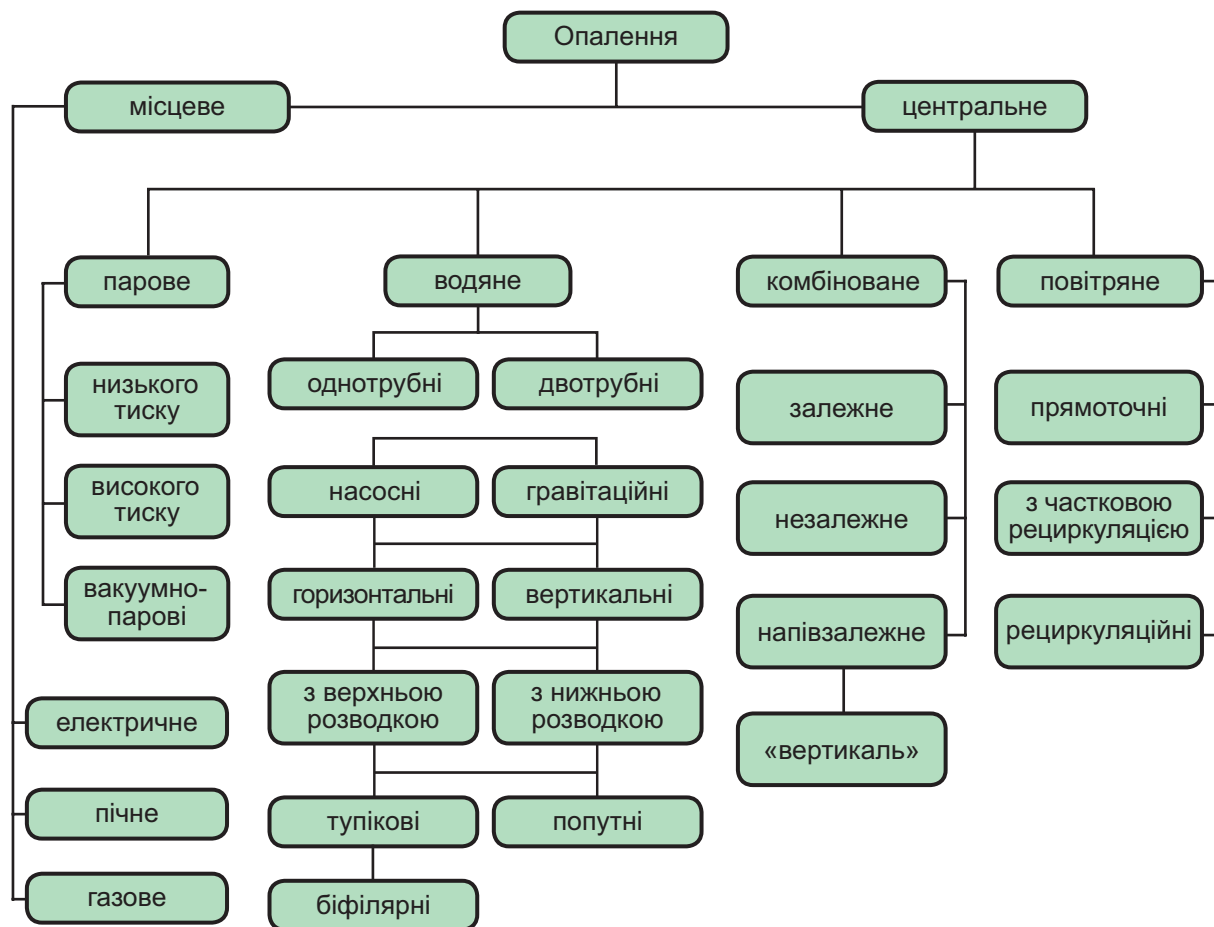 Опалення
місцеве
центральне
парове
водяне
комбіноване
повітряне
низького
тиску
високого
тиску
вакуумно-
парові
однотрубні
двотрубні
насосні
гравітаційні
горизонтальні
вертикальні
з верхньою
розводкою
з нижньою
розводкою
тупікові
попутні
біфілярні
залежне
незалежне
напівзалежне
«вертикаль»
прямоточні
з частковою
рециркуляцією
рециркуляційні
електричне
пічне
газове